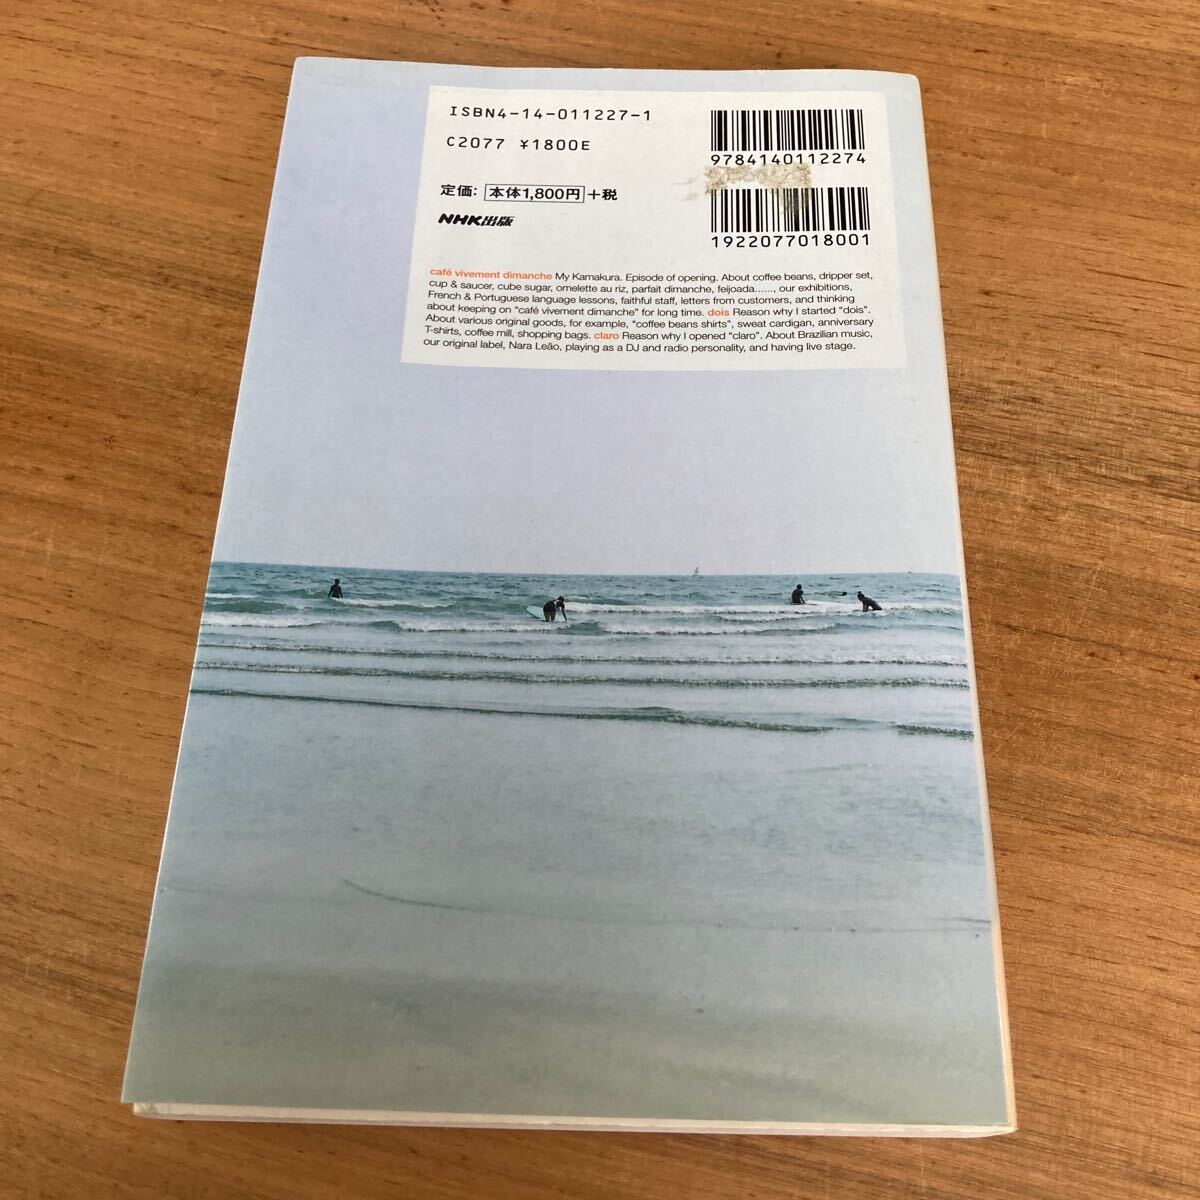 ISBN4-14-011227-1
C2077 ¥1800E
定価: 本体1,800円+税
NHK出版
9784140112274
1922077018001
café vivement dimanche My Kamakura. Episode of opening. About coffee beans, dripper set,
cup & saucer, cube sugar, omelette au riz, parfait dimanche, feijoada......, our exhibitions,
French & Portuguese language lessons, faithful staff, letters from customers, and thinking
about keeping on "café vivement dimanche" for long time. dois Reason why I started "dois".
About various original goods, for example, "coffee beans shirts", sweat cardigan, anniversary
T-shirts, coffee mill, shopping bags. claro Reason why I opened "claro". About Brazilian music,
our original label, Nara Leão, playing as a DJ and radio personality, and having live stage.